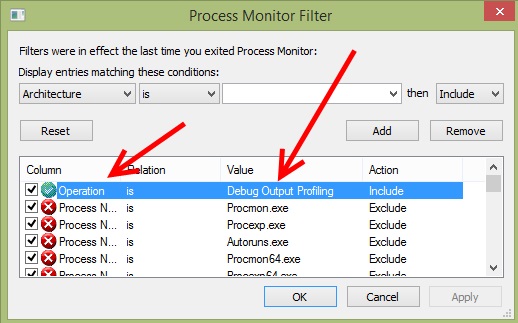 Process Monitor Filter
Filters were in effect the last time you exited Process Monitor:
Display entries matching these conditions:
Architecture is then Include
Reset Add Remove
Column Relation Value Action
Operation is Debug Output Profiling Include
Process N... is Procmon.exe Exclude
Process N... is Procexp.exe Exclude
Process N... is Autoruns.exe Exclude
Process N... is Procmon64.exe Exclude
Process N... is Procexp64.exe Exclude
OK Cancel Apply